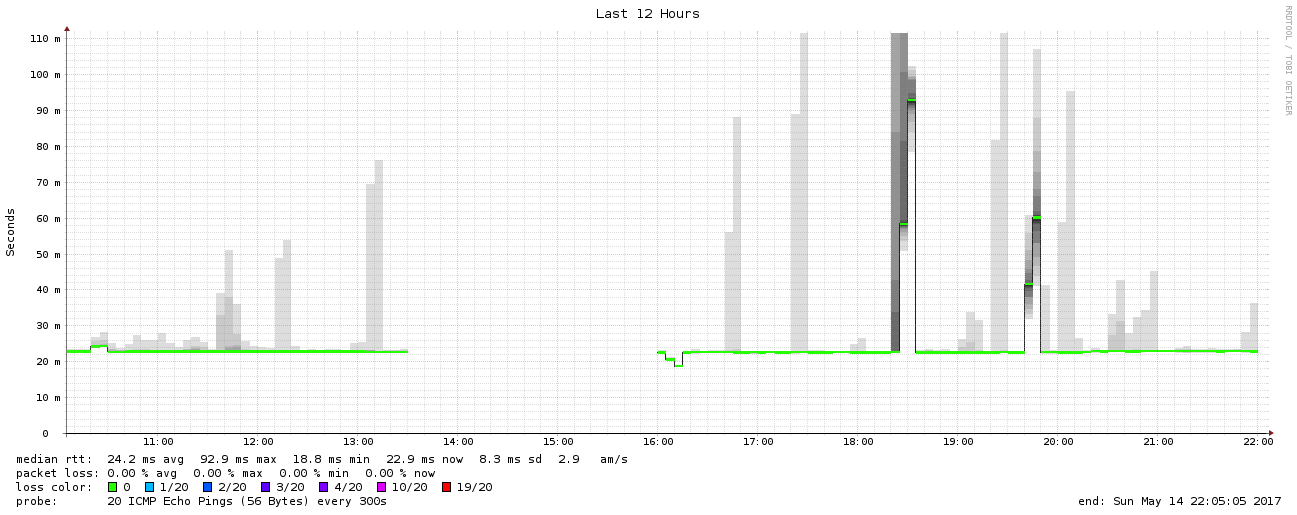 Last 12 Hours
RRDTOOL / TOBI OETIKER
Seconds
110 m
100 m
90 m
80 m
70 m
60 m
50 m
40 m
30 m
20 m
10 m
0
11:00 12:00 13:00 14:00 15:00 16:00 17:00 18:00 19:00 20:00 21:00 22:00
median rtt: 24.2 ms avg 92.9 ms max 18.8 ms min 22.9 ms now 8.3 ms sd 2.9 am/s
packet loss: 0.00 % avg 0.00 % max 0.00 % min 0.00 % now
loss color: 0 1/20 2/20 3/20 4/20 10/20 19/20
probe: 20 ICMP Echo Pings (56 Bytes) every 300s end: Sun May 14 22:05:05 2017